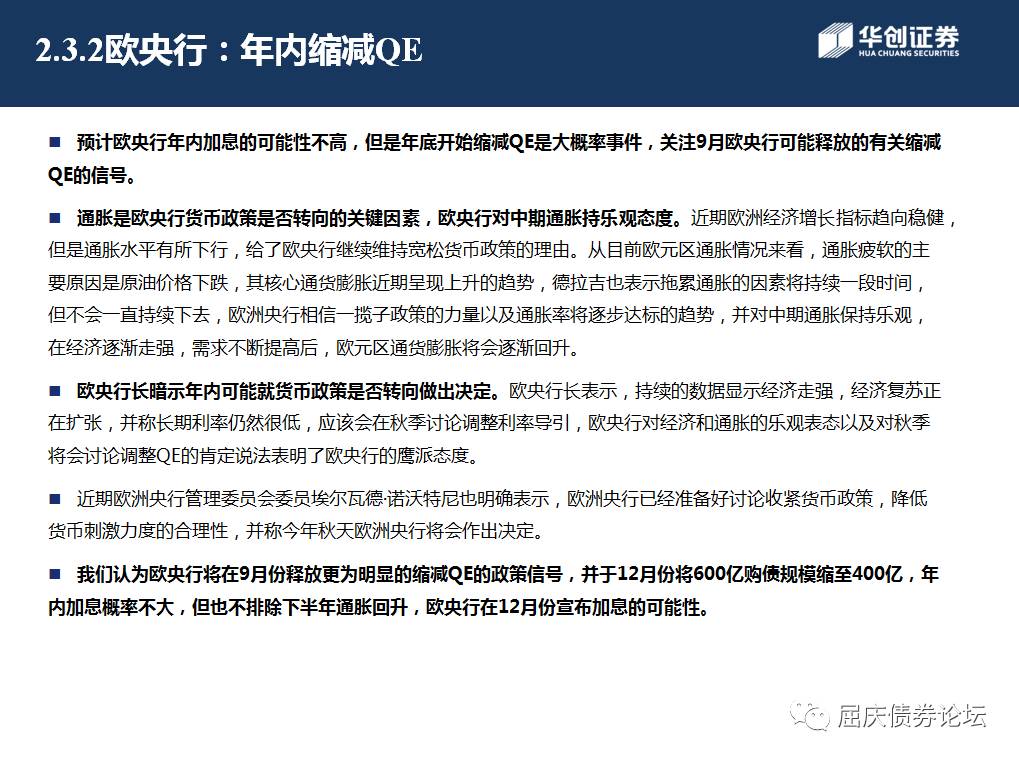 2.3.2欧央行：年内缩减QE
华创证券
HUA CHUANG SECURITIES
■ 预计欧央行年内加息的可能性不高，但是年底开始缩减QE是大概率事件，关注9月欧央行可能释放的有关缩减
QE的信号。
■ 通胀是欧央行货币政策是否转向的关键因素，欧央行对中期通胀持乐观态度。近期欧洲经济增长指标趋向稳健，
但是通胀水平有所下行，给了欧央行继续维持宽松货币政策的理由。从目前欧元区通胀情况来看，通胀疲软的主
要原因是原油价格下跌，其核心通货膨胀近期呈现上升的趋势，德拉吉也表示拖累通胀的因素将持续一段时间，
但不会一直持续下去，欧洲央行相信一揽子政策的力量以及通胀率将逐步达标的趋势，并对中期通胀保持乐观，
在经济逐渐走强，需求不断提高后，欧元区通货膨胀将会逐渐回升。
■ 欧央行长暗示年内可能就货币政策是否转向做出决定。欧央行长表示，持续的数据显示经济走强，经济复苏正
在扩张，并称长期利率仍然很低，应该会在秋季讨论调整利率导引，欧央行对经济和通胀的乐观表态以及对秋季
将会讨论调整QE的肯定说法表明了欧央行的鹰派态度。
■ 近期欧洲央行管理委员会委员埃尔瓦德·诺沃特尼也明确表示，欧洲央行已经准备好讨论收紧货币政策，降低
货币刺激力度的合理性，并称今年秋天欧洲央行将会作出决定。
■ 我们认为欧央行将在9月份释放更为明显的缩减QE的政策信号，并于12月份将600亿购债规模缩至400亿，年
内加息概率不大，但也不排除下半年通胀回升，欧央行在12月份宣布加息的可能性。
屈庆债券论坛